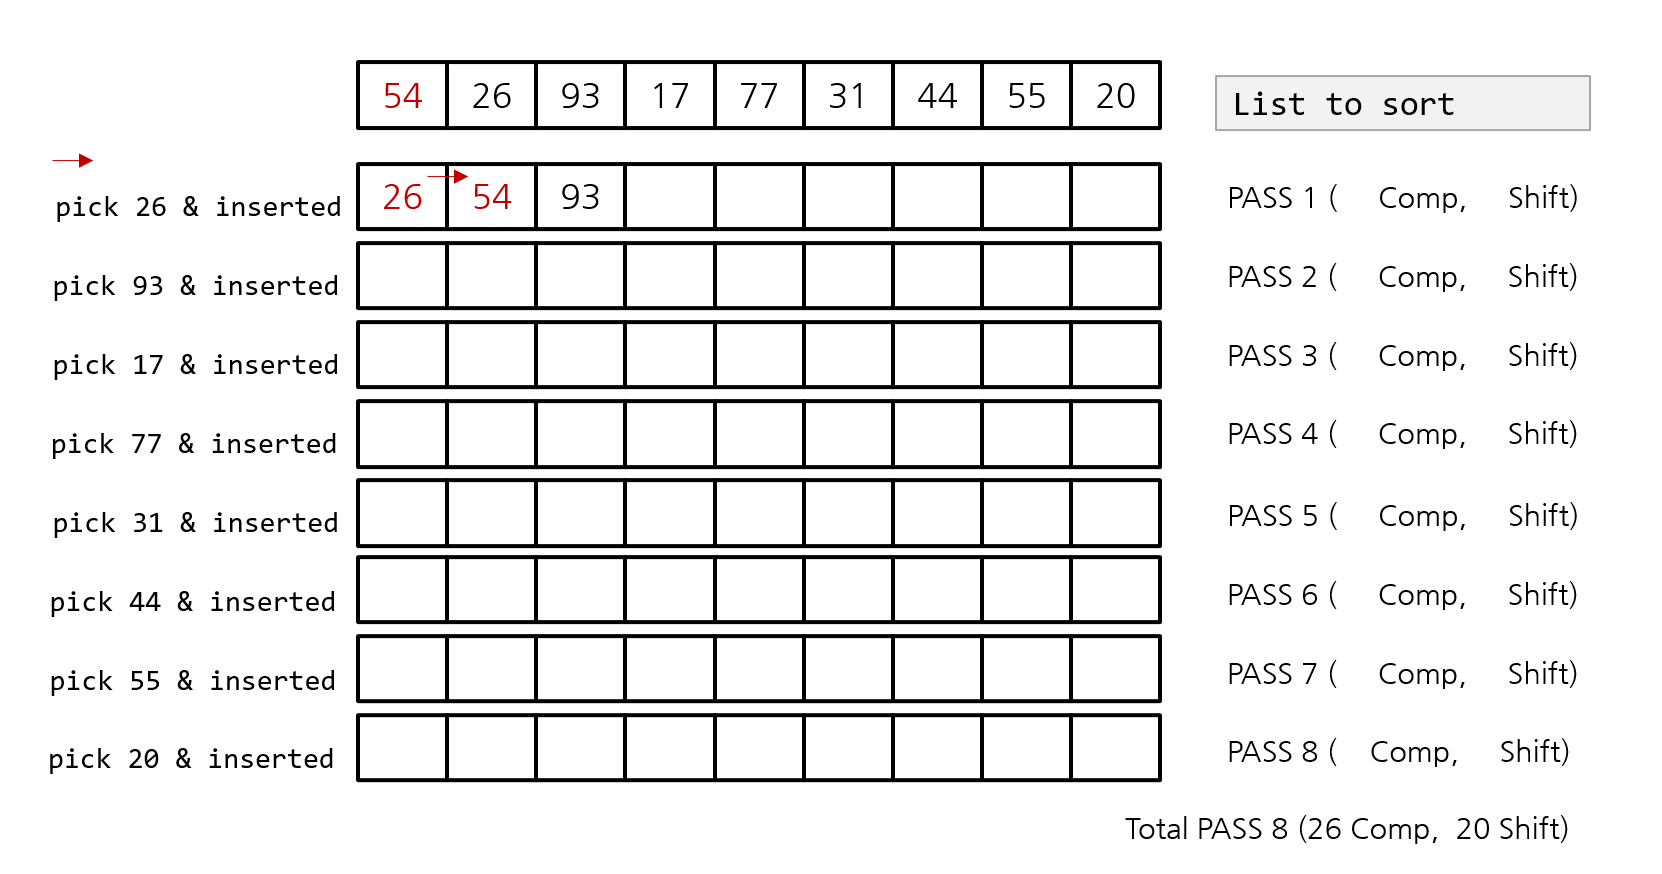 54 26 93 17 77 31 44 55 20
List to sort
pick 26 & inserted
26 54 93
PASS 1 ( Comp, Shift)
pick 93 & inserted
PASS 2 ( Comp, Shift)
pick 17 & inserted
PASS 3 ( Comp, Shift)
pick 77 & inserted
PASS 4 ( Comp, Shift)
pick 31 & inserted
PASS 5 ( Comp, Shift)
pick 44 & inserted
PASS 6 ( Comp, Shift)
pick 55 & inserted
PASS 7 ( Comp, Shift)
pick 20 & inserted
PASS 8 ( Comp, Shift)
Total PASS 8 (26 Comp, 20 Shift)